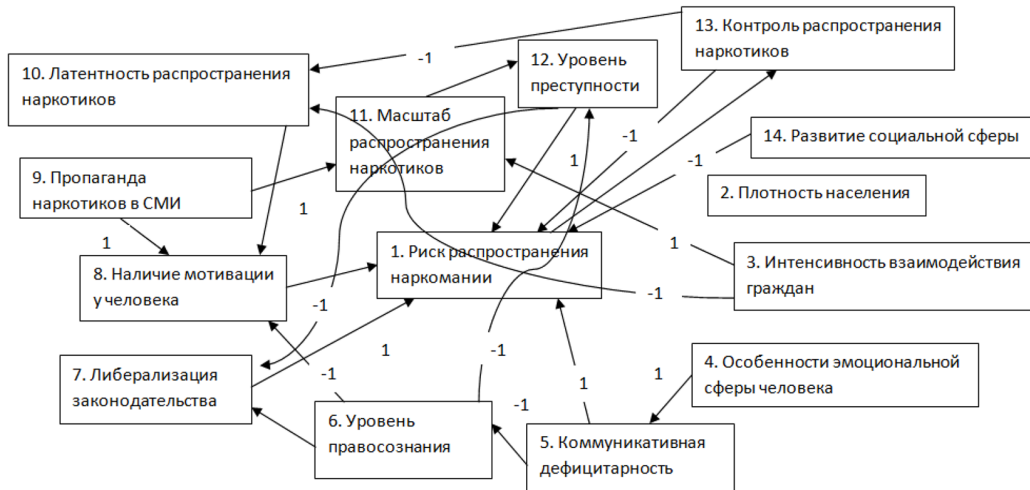 13. Контроль распространения
наркотиков
-1
12. Уровень
преступности
10. Латентность распространения
наркотиков
11. Масштаб
распространения
наркотиков
-1
14. Развитие социальной сферы
1
-1
9. Пропаганда
наркотиков в СМИ
2. Плотность населения
1
1
1
1. Риск распространения
наркомании
3. Интенсивность взаимодействия
граждан
8. Наличие мотивации
у человека
-1
-1
1
-1
4. Особенности эмоциональной
сферы человека
7. Либерализация
законодательства
-1
1
1
-1
6. Уровень
правосознания
5. Коммуникативная
дефицитарность